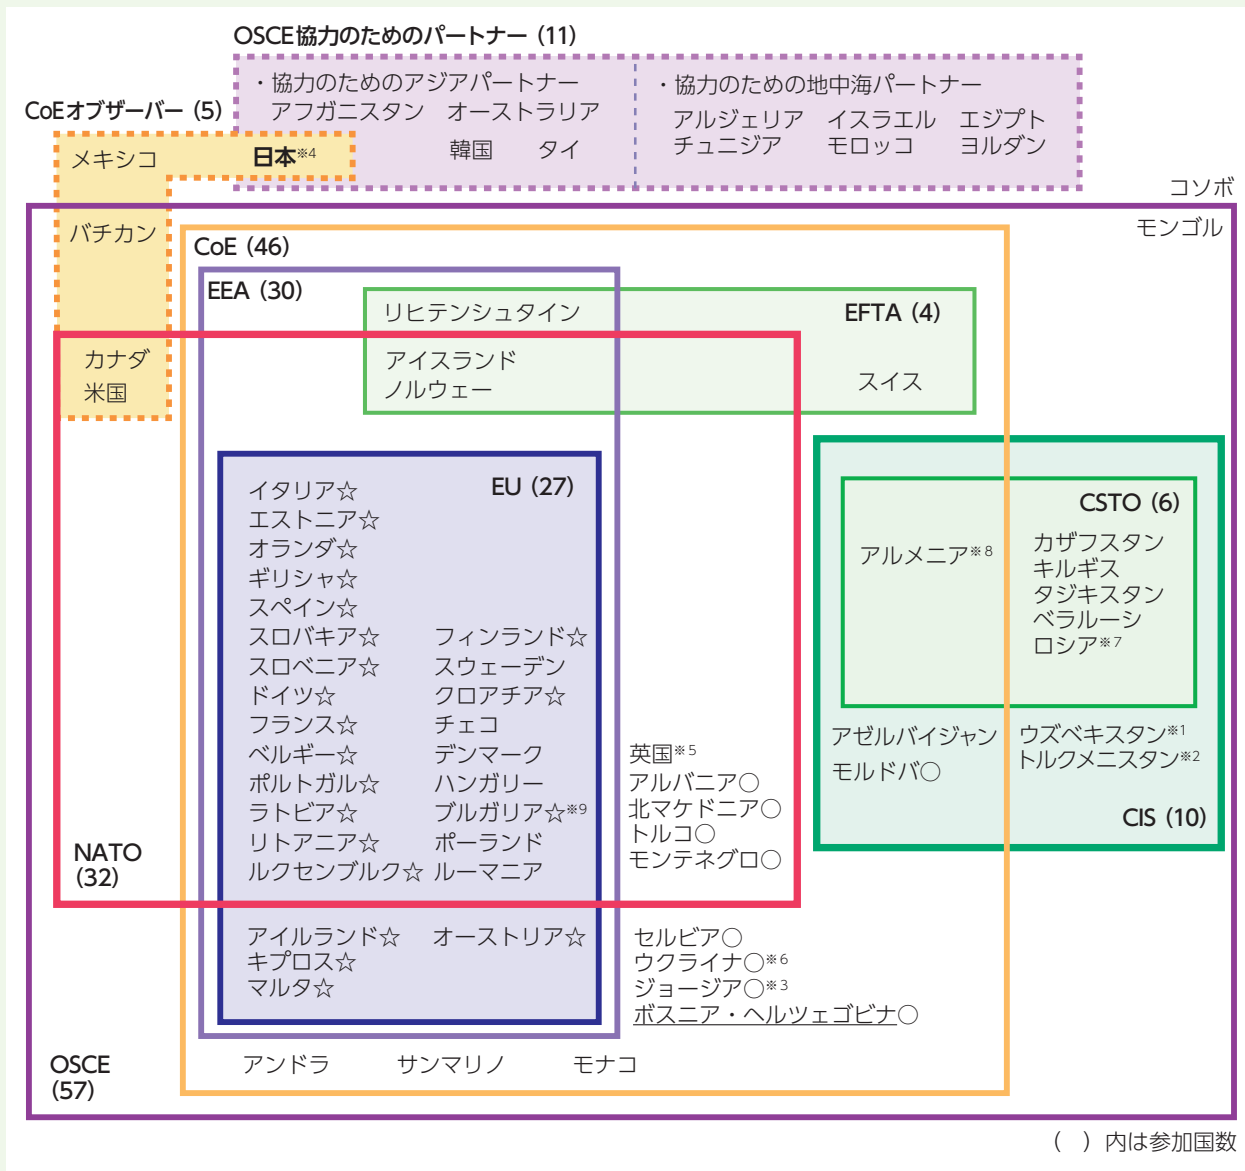 OSCE協力のためのパートナー（11）
・協力のためのアジアパートナー
アフガニスタン　オーストラリア
韓国　タイ
・協力のための地中海パートナー
アルジェリア　イスラエル　エジプト
チュニジア　モロッコ　ヨルダン
CoEオブザーバー（5）
メキシコ　日本※4
バチカン
カナダ
米国
コソボ
モンゴル
CoE（46）
EEA（30）
リヒテンシュタイン
EFTA（4）
アイスランド
ノルウェー
スイス
EU（27）
イタリア☆
エストニア☆
オランダ☆
ギリシャ☆
スペイン☆
スロバキア☆　フィンランド☆
スロベニア☆　スウェーデン
ドイツ☆　クロアチア☆
フランス☆　チェコ
ベルギー☆　デンマーク
ポルトガル☆　ハンガリー
ラトビア☆　ブルガリア☆※9
リトアニア☆　ポーランド
ルクセンブルク☆　ルーマニア
英国※5
アルバニア○
北マケドニア○
トルコ○
モンテネグロ○
NATO
（32）
アイルランド☆　オーストリア☆
キプロス☆
マルタ☆
セルビア○
ウクライナ○※6
ジョージア○※3
ボスニア・ヘルツェゴビナ○
アンドラ　サンマリノ　モナコ
OSCE
（57）
CSTO（6）
アルメニア※8
カザフスタン
キルギス
タジキスタン
ベラルーシ
ロシア※7
アゼルバイジャン
モルドバ○
ウズベキスタン※1
トルクメニスタン※2
CIS（10）
（　）内は参加国数